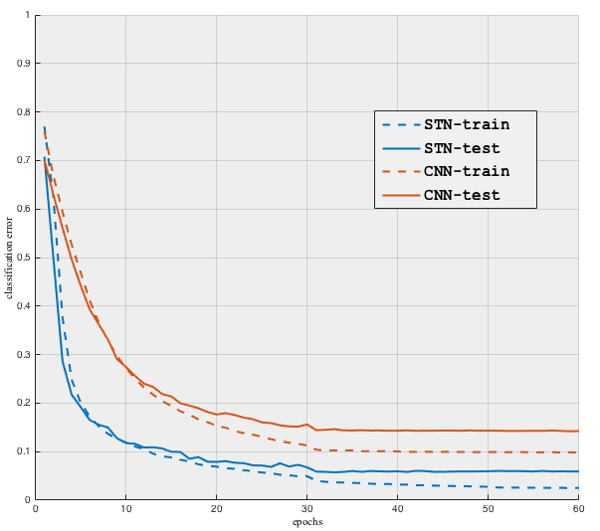 1
0.9
0.8
0.7
0.6
0.5
0.4
0.3
0.2
0.1
0
classification error
STN-train
STN-test
CNN-train
CNN-test
0 10 20 30 40 50 60
epochs